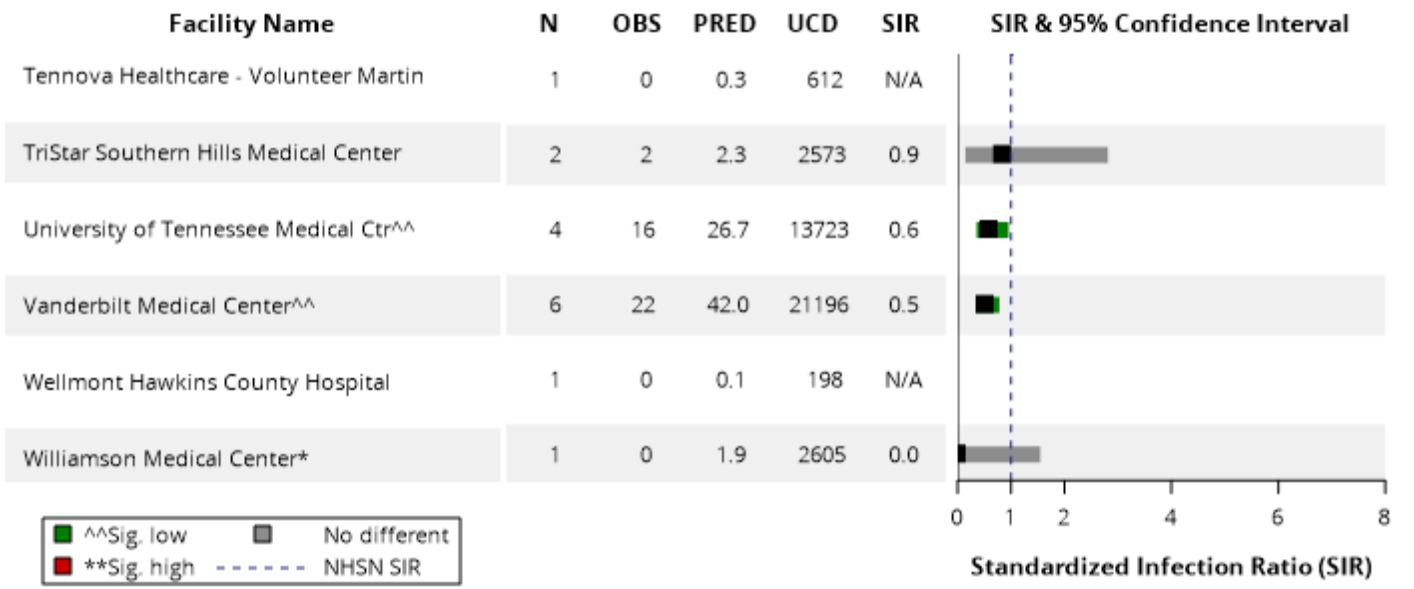 Facility Name N OBS PRED UCD SIR SIR & 95% Confidence Interval
Tennova Healthcare - Volunteer Martin 1 0 0.3 612 N/A
TriStar Southern Hills Medical Center 2 2 2.3 2573 0.9
University of Tennessee Medical Ctr^^ 4 16 26.7 13723 0.6
Vanderbilt Medical Center^^ 6 22 42.0 21196 0.5
Wellmont Hawkins County Hospital 1 0 0.1 198 N/A
Williamson Medical Center* 1 0 1.9 2605 0.0
0 1 2 4 6 8
Standardized Infection Ratio (SIR)
^^Sig. low No different
**Sig. high NHSN SIR